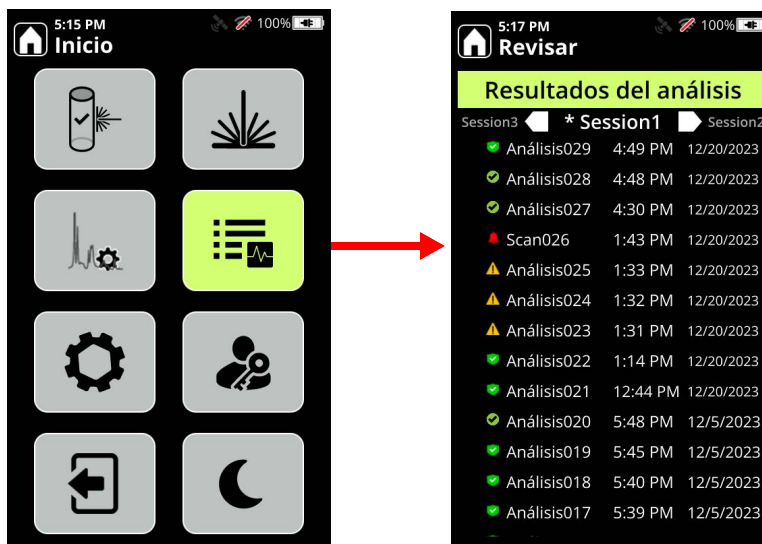 5:15 PM 100%
Inicio
5:17 PM 100%
Revisar
Resultados del análisis
Session3 * Session1 Session2
Análisis029 4:49 PM 12/20/2023
Análisis028 4:48 PM 12/20/2023
Análisis027 4:30 PM 12/20/2023
Scan026 1:43 PM 12/20/2023
Análisis025 1:33 PM 12/20/2023
Análisis024 1:32 PM 12/20/2023
Análisis023 1:31 PM 12/20/2023
Análisis022 1:14 PM 12/20/2023
Análisis021 12:44 PM 12/20/2023
Análisis020 5:48 PM 12/5/2023
Análisis019 5:45 PM 12/5/2023
Análisis018 5:40 PM 12/5/2023
Análisis017 5:39 PM 12/5/2023